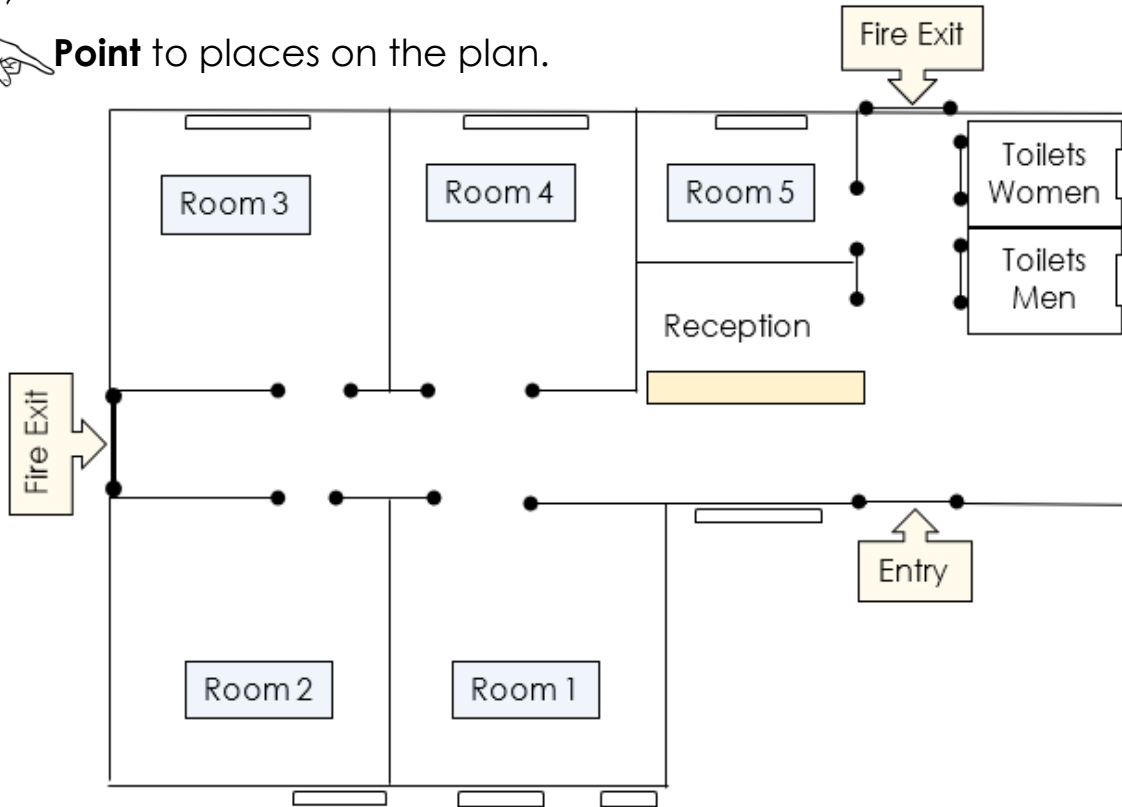 Point to places on the plan.
Fire Exit
Room 3
Room 4
Room 5
Toilets
Women
Toilets
Men
Reception
Fire Exit
Entry
Room 2
Room 1